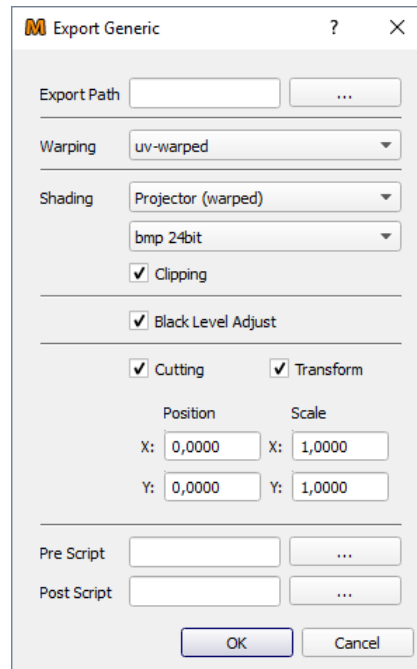 M Export Generic ?
Export Path ...
Warping uv-warped
Shading Projector (warped)
bmp 24bit
Clipping
Black Level Adjust
Cutting Transform
Position Scale
X: 0,0000 X: 1,0000
Y: 0,0000 Y: 1,0000
Pre Script ...
Post Script ...
OK Cancel